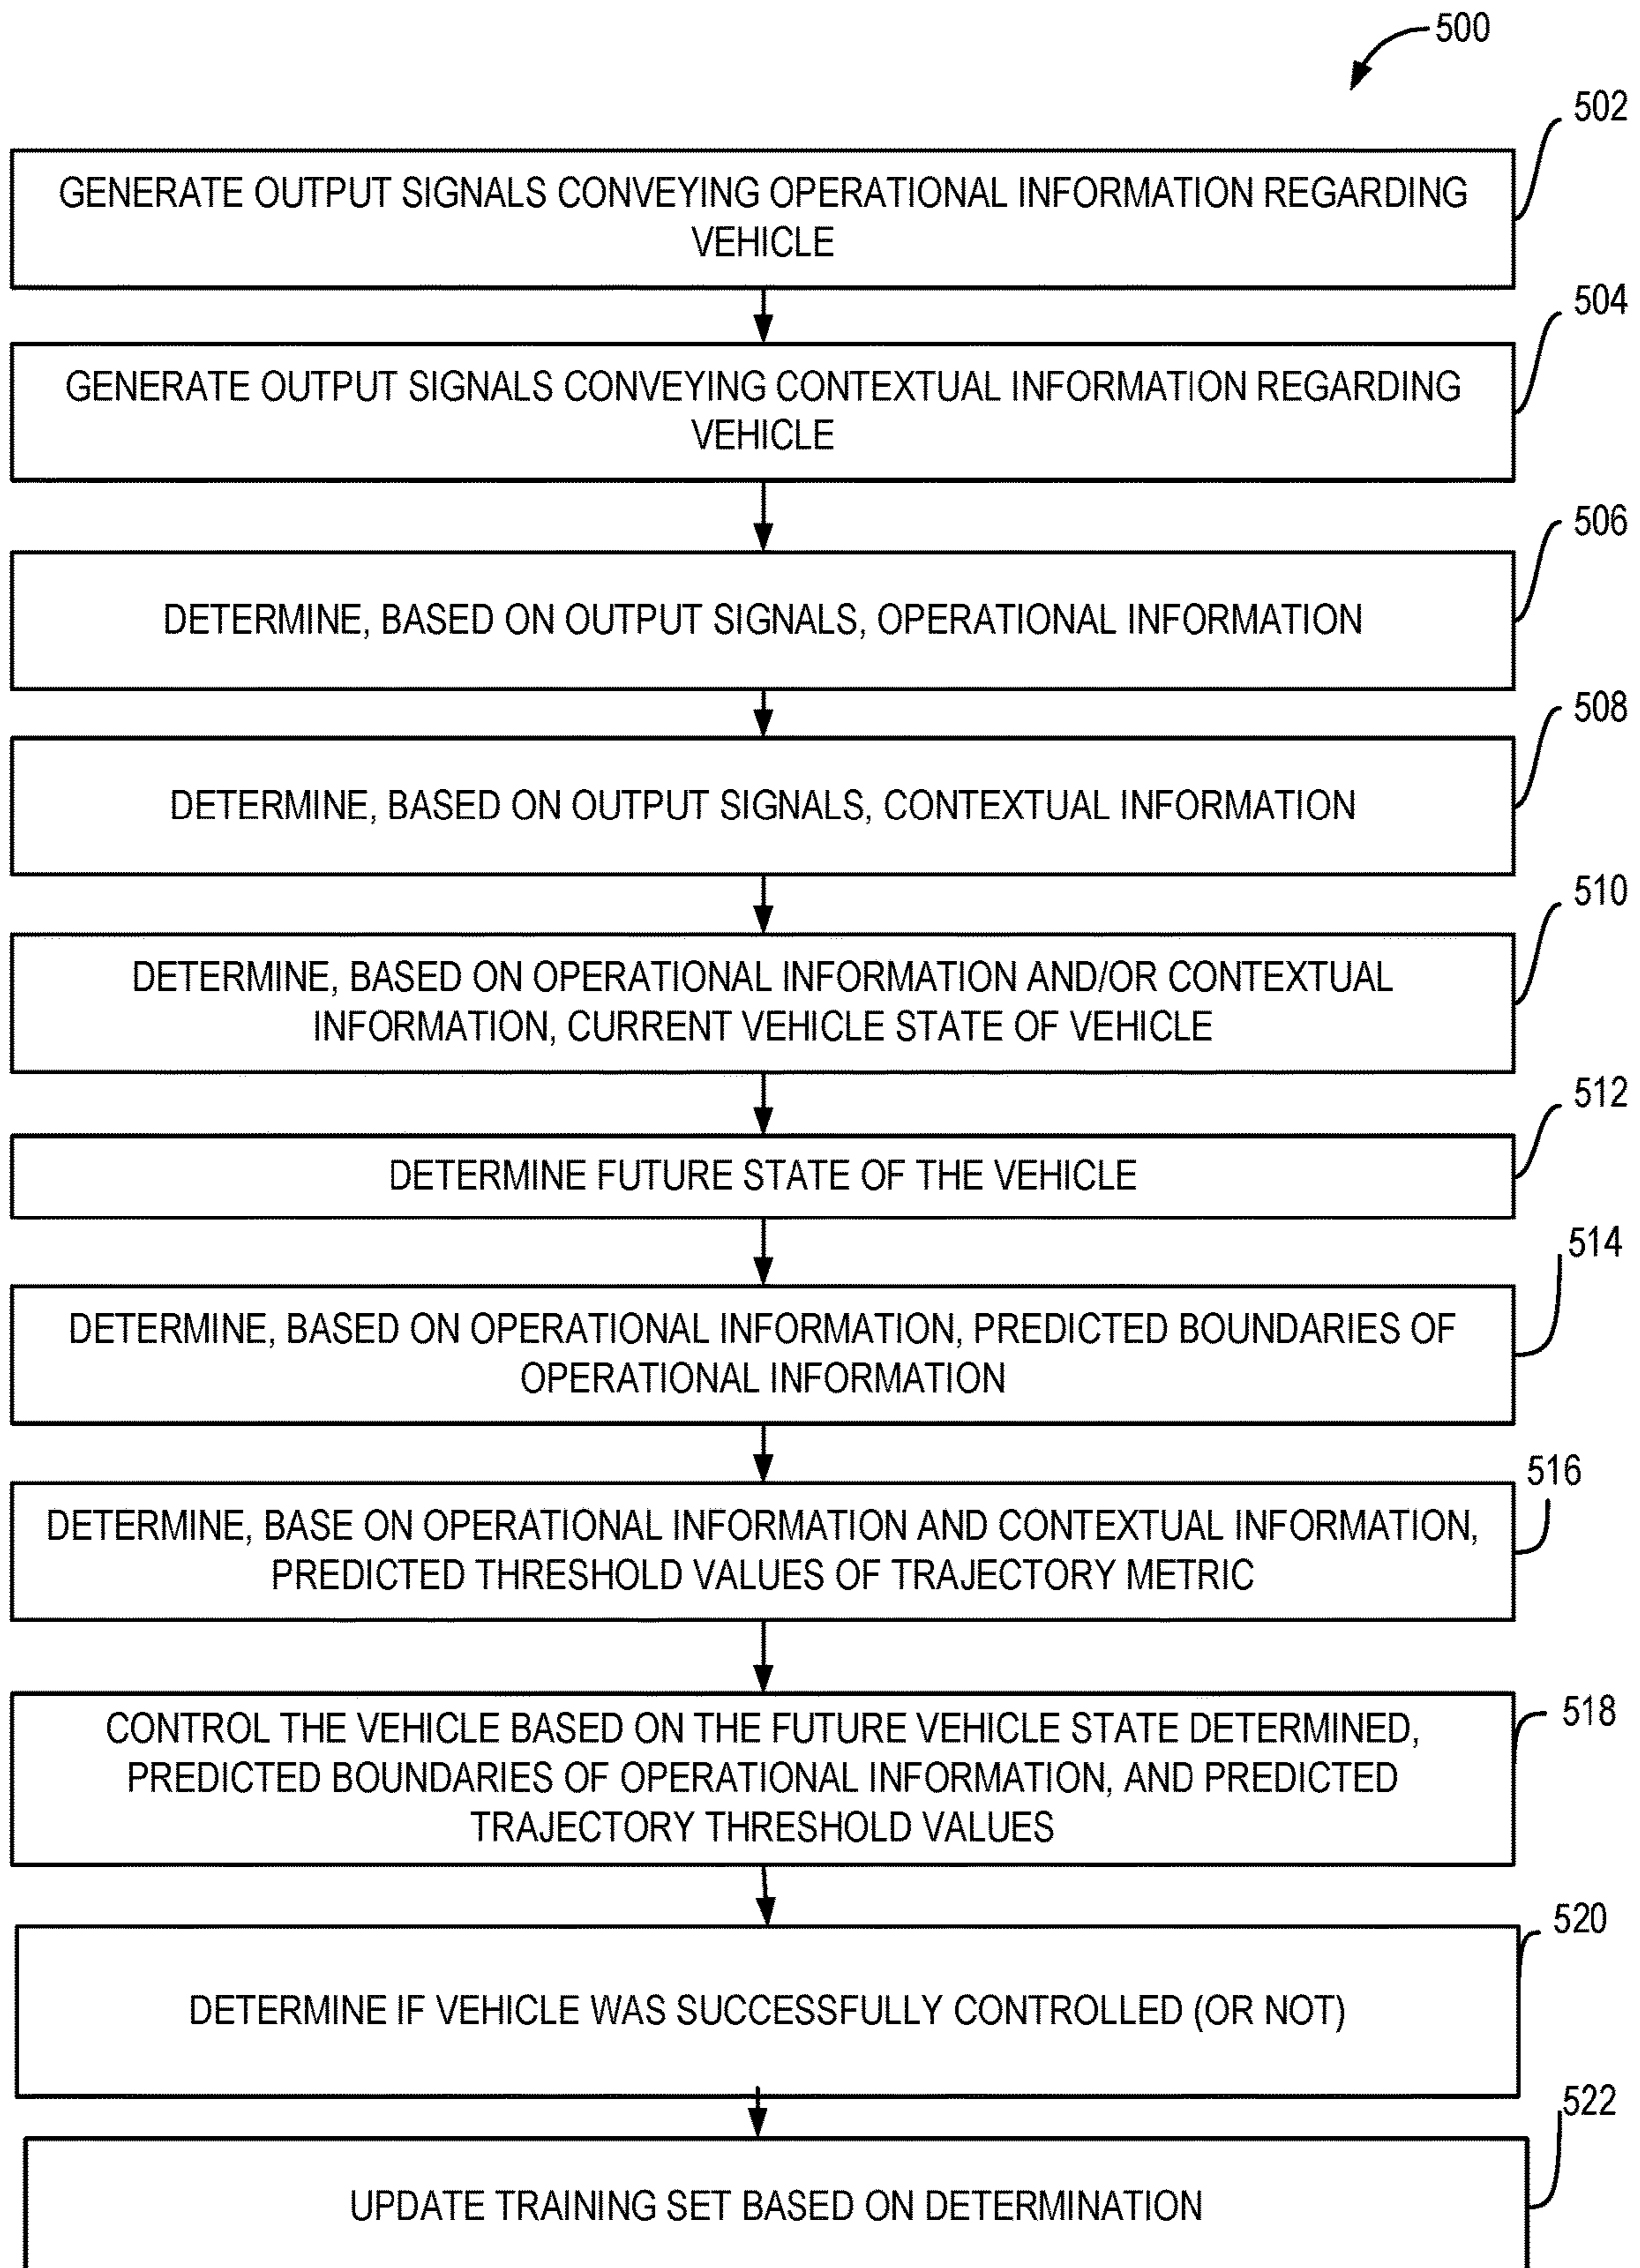 500
502
GENERATE OUTPUT SIGNALS CONVEYING OPERATIONAL INFORMATION REGARDING
VEHICLE
504
GENERATE OUTPUT SIGNALS CONVEYING CONTEXTUAL INFORMATION REGARDING
VEHICLE
506
DETERMINE, BASED ON OUTPUT SIGNALS, OPERATIONAL INFORMATION
508
DETERMINE, BASED ON OUTPUT SIGNALS, CONTEXTUAL INFORMATION
510
DETERMINE, BASED ON OPERATIONAL INFORMATION AND/OR CONTEXTUAL
INFORMATION, CURRENT VEHICLE STATE OF VEHICLE
512
DETERMINE FUTURE STATE OF THE VEHICLE
514
DETERMINE, BASED ON OPERATIONAL INFORMATION, PREDICTED BOUNDARIES OF
OPERATIONAL INFORMATION
516
DETERMINE, BASE ON OPERATIONAL INFORMATION AND CONTEXTUAL INFORMATION,
PREDICTED THRESHOLD VALUES OF TRAJECTORY METRIC
518
CONTROL THE VEHICLE BASED ON THE FUTURE VEHICLE STATE DETERMINED,
PREDICTED BOUNDARIES OF OPERATIONAL INFORMATION, AND PREDICTED
TRAJECTORY THRESHOLD VALUES
520
DETERMINE IF VEHICLE WAS SUCCESSFULLY CONTROLLED (OR NOT)
522
UPDATE TRAINING SET BASED ON DETERMINATION